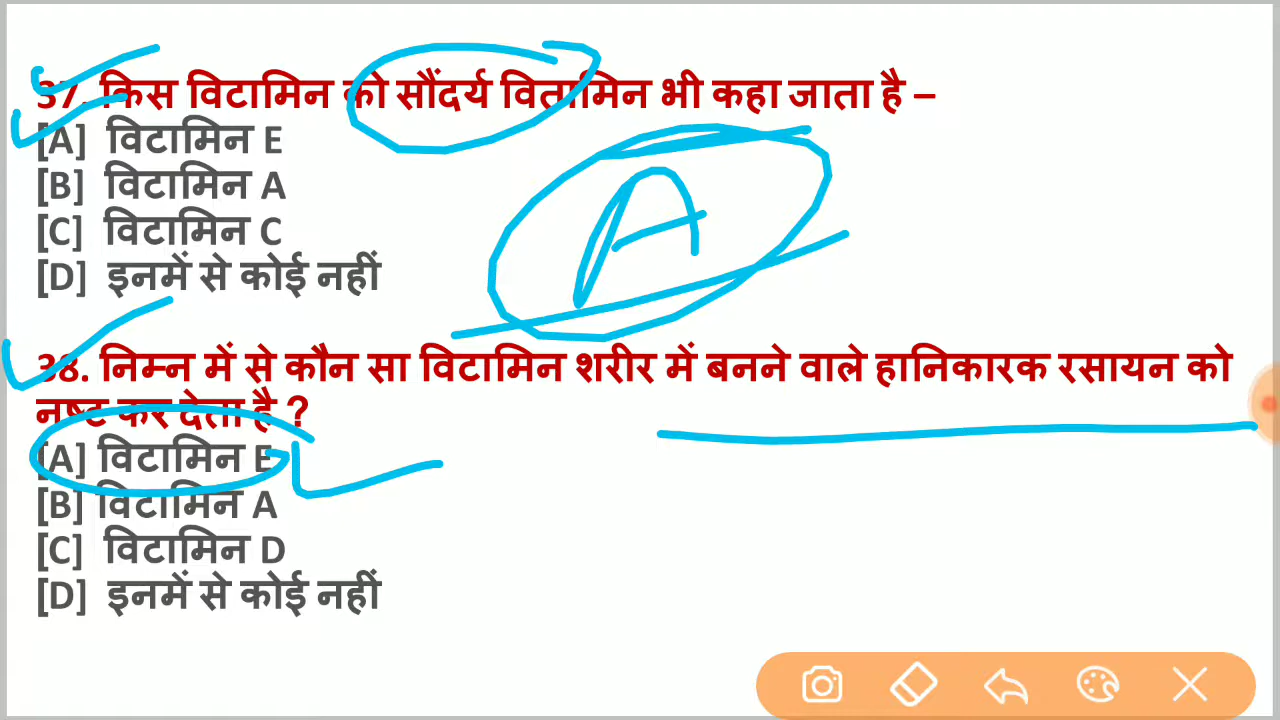 37. किस विटामिन को सौंदर्य वितामिन भी कहा जाता है –
[A] विटामिन E
[B] विटामिन A
[C] विटामिन C
[D] इनमें से कोई नहीं
A
38. निम्न में से कौन सा विटामिन शरीर में बनने वाले हानिकारक रसायन को
नष्ट कर देता है ?
[A] विटामिन E
[B] विटामिन A
[C] विटामिन D
[D] इनमें से कोई नहीं